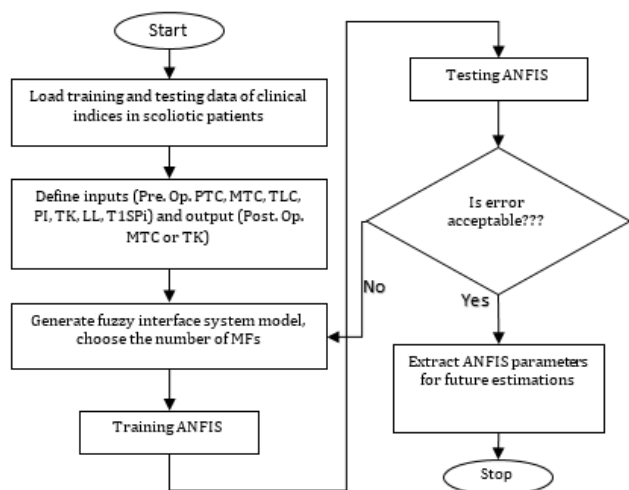 Start
Load training and testing data of clinical
indices in scoliotic patients
Define inputs (Pre. Op. PTC, MTC, TLC,
PI, TK, LL, T1SPi) and output (Post. Op.
MTC or TK)
Generate fuzzy interface system model,
choose the number of MFs
Training ANFIS
Testing ANFIS
Is error
acceptable???
No
Yes
Extract ANFIS parameters
for future estimations
Stop